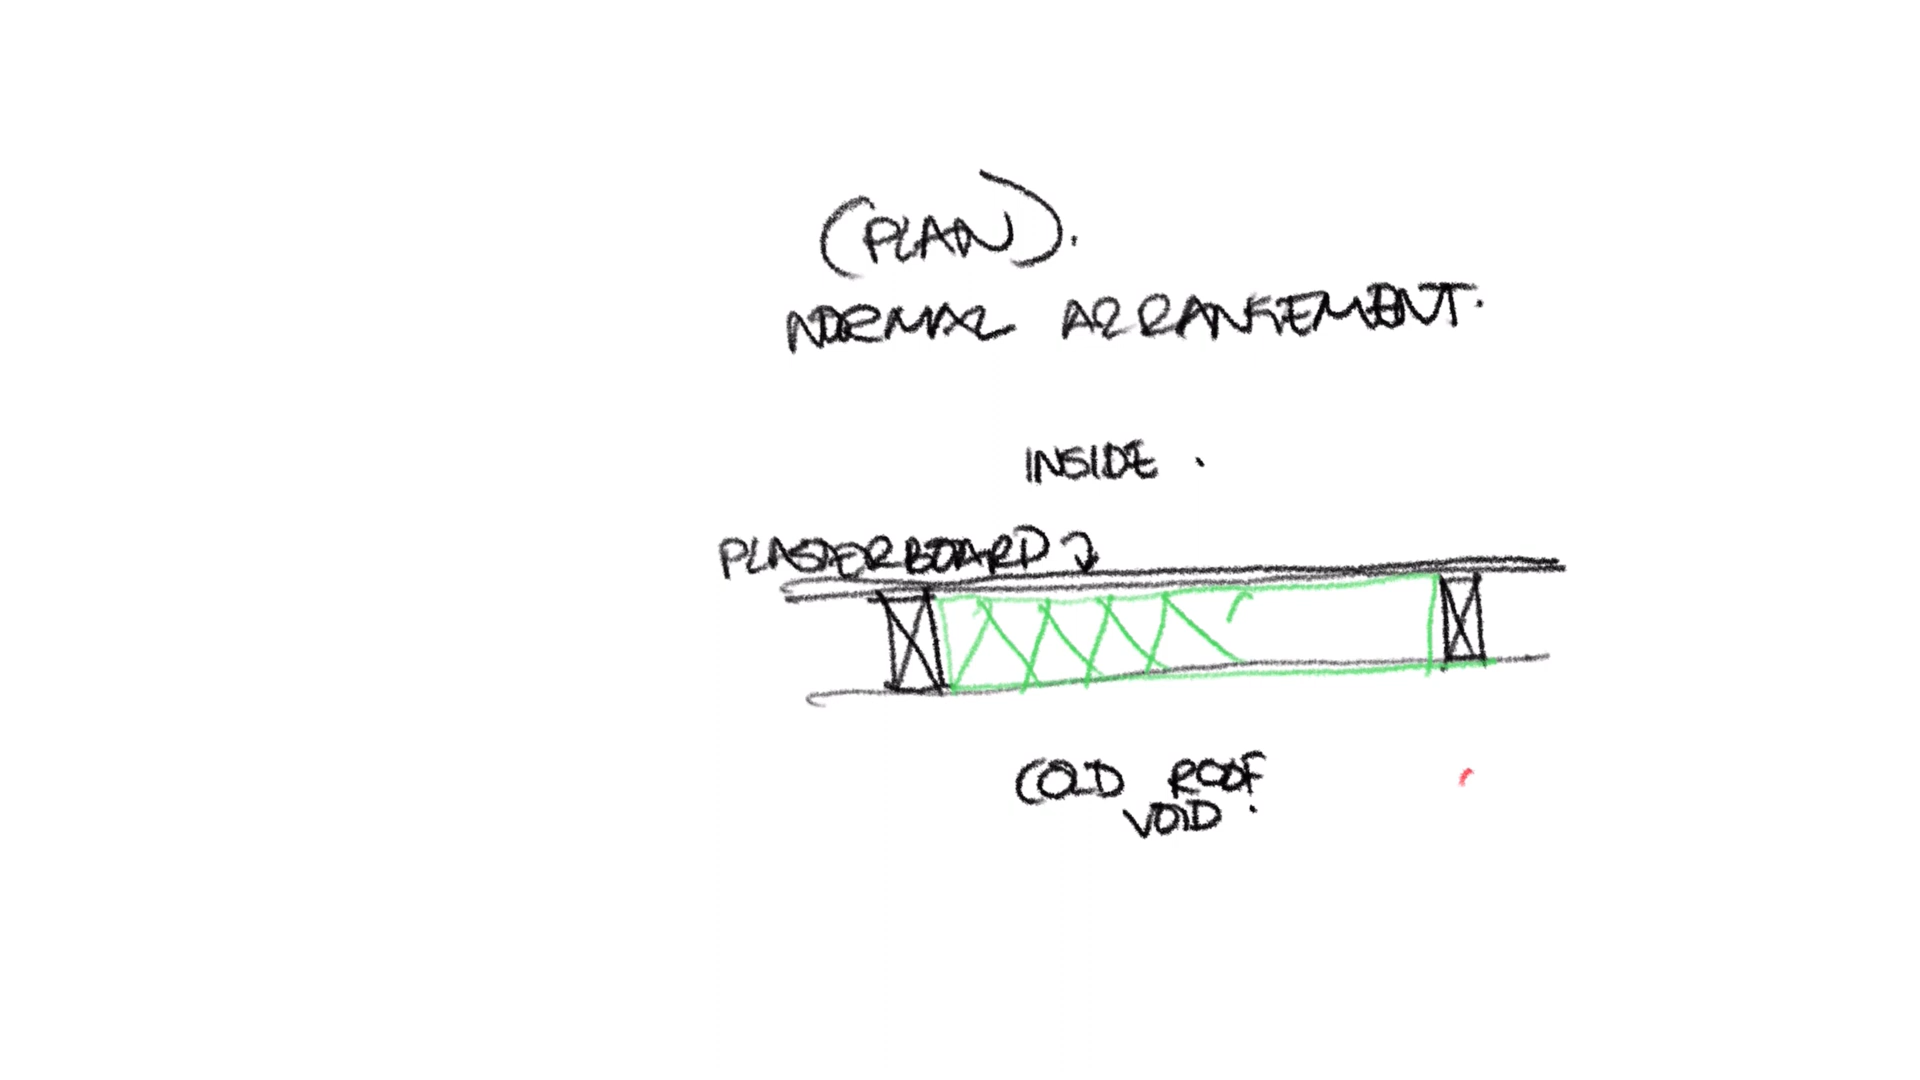 (PLAN).
NORMAL ARRANGEMENT.
INSIDE.
PLASTERBOARD
COLD ROOF
VOID.